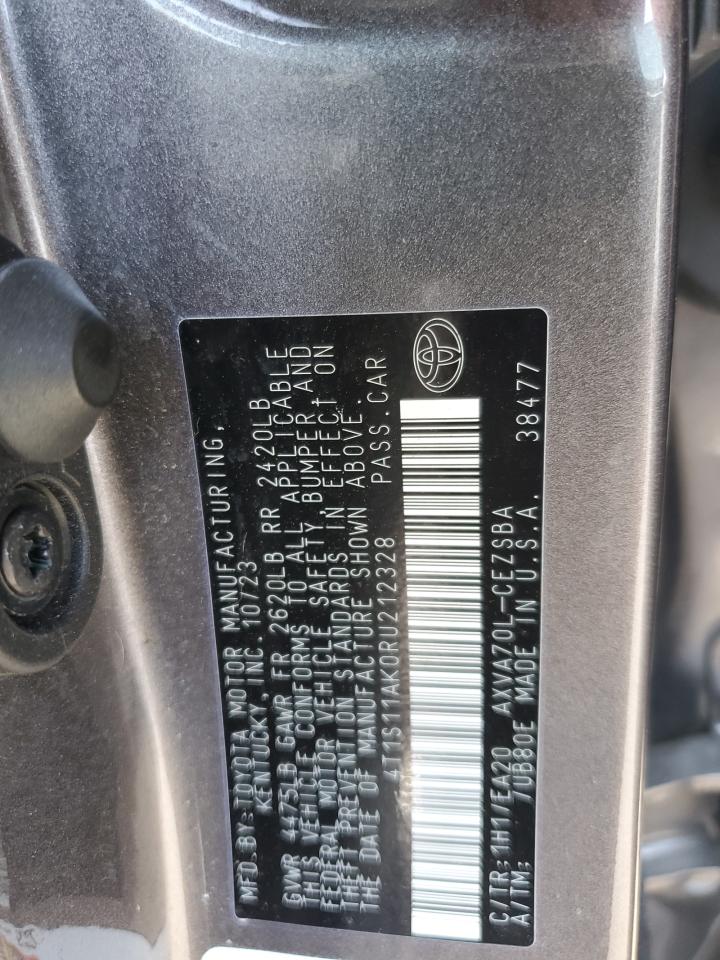 MFD. BY: TOYOTA MOTOR MANUFACTURING,
KENTUCKY INC. 10/23
GVWR 4475LB GAWR FR 2620LB RR 2420LB
THIS VEHICLE CONFORMS TO ALL APPLICABLE
FEDERAL MOTOR VEHICLE SAFETY, BUMPER, AND
THEFT PREVENTION STANDARDS IN EFFECT ON
THE DATE OF MANUFACTURE SHOWN ABOVE.
4T1S11AK0RU212328 PASS. CAR
C/TR: 1H1/EA20 AXVA70L-CEZSBA
A/TM: /UB80E MADE IN U.S.A. 38477